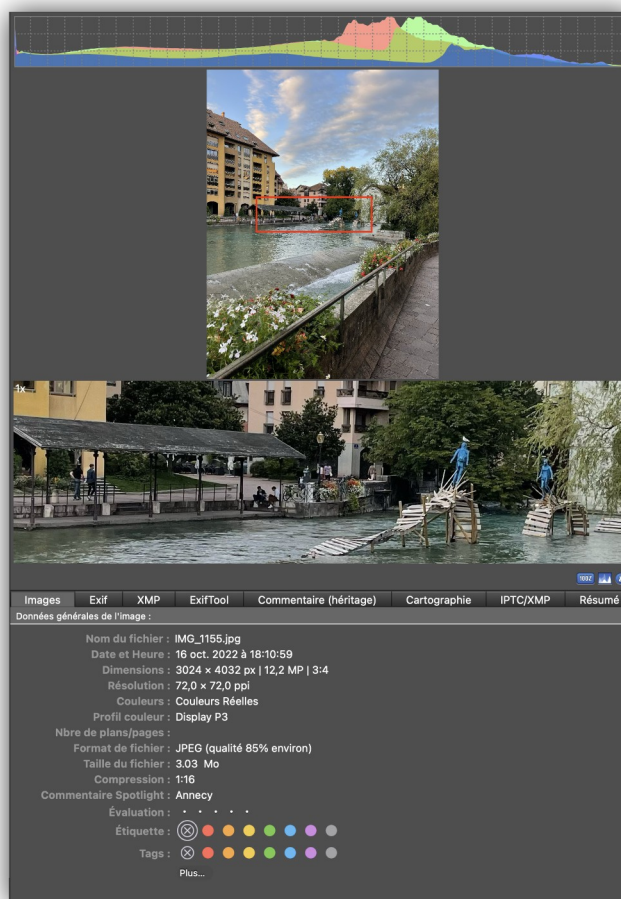 1x
100%
Images Exif XMP ExifTool Commentaire (héritage) Cartographie IPTC/XMP Résumé
Données générales de l'image :
Nom du fichier : IMG_1155.jpg
Date et Heure : 16 oct. 2022 à 18:10:59
Dimensions : 3024 × 4032 px | 12,2 MP | 3:4
Résolution : 72,0 × 72,0 ppi
Couleurs : Couleurs Réelles
Profil couleur : Display P3
Nbre de plans/pages :
Format de fichier : JPEG (qualité 85% environ)
Taille du fichier : 3.03 Mo
Compression : 1:16
Commentaire Spotlight : Annecy
Évaluation : · · · · ·
Étiquette :
Tags :
Plus...